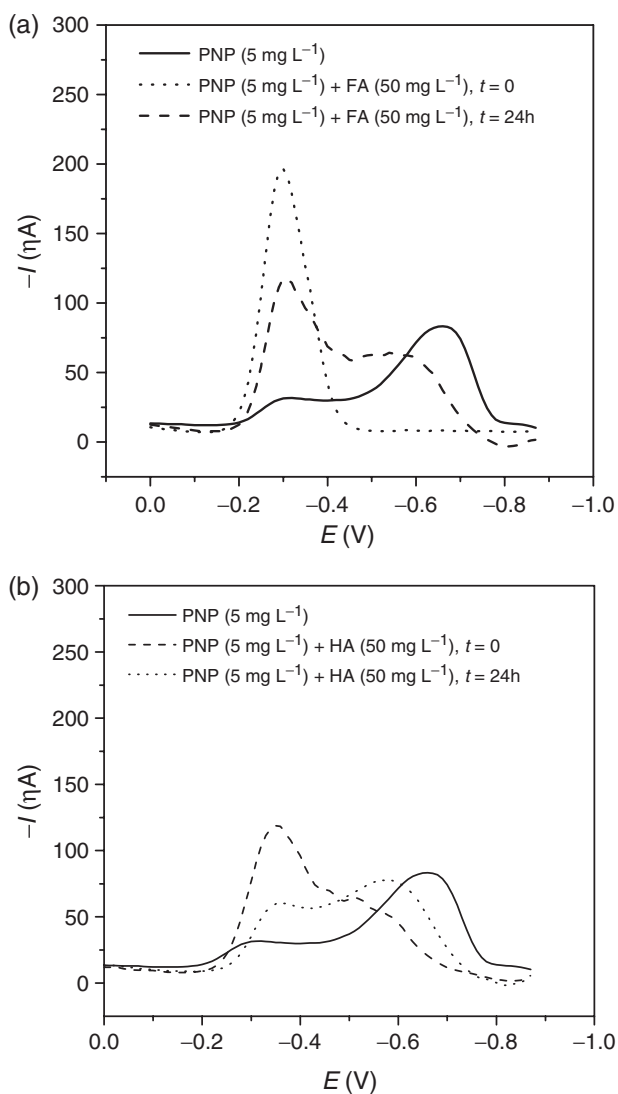 (a)
300
PNP (5 mg L⁻¹)
PNP (5 mg L⁻¹) + FA (50 mg L⁻¹), t = 0
250
PNP (5 mg L⁻¹) + FA (50 mg L⁻¹), t = 24h
200
−I (ηA)
150
100
50
0
0.0 −0.2 −0.4 −0.6 −0.8 −1.0
E (V)
(b)
300
PNP (5 mg L⁻¹)
PNP (5 mg L⁻¹) + HA (50 mg L⁻¹), t = 0
250
PNP (5 mg L⁻¹) + HA (50 mg L⁻¹), t = 24h
200
−I (ηA)
150
100
50
0
0.0 −0.2 −0.4 −0.6 −0.8 −1.0
E (V)